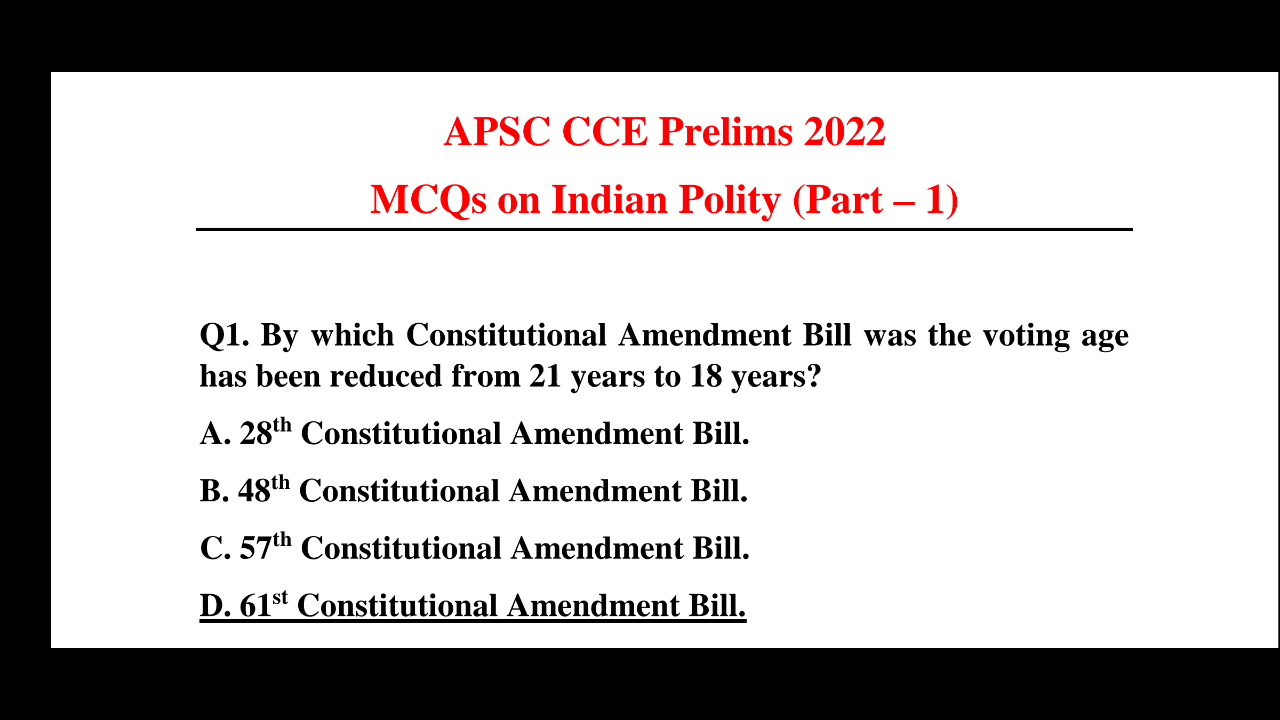 APSC CCE Prelims 2022
MCQs on Indian Polity (Part – 1)
Q1. By which Constitutional Amendment Bill was the voting age
has been reduced from 21 years to 18 years?
A. 28th Constitutional Amendment Bill.
B. 48th Constitutional Amendment Bill.
C. 57th Constitutional Amendment Bill.
D. 61st Constitutional Amendment Bill.